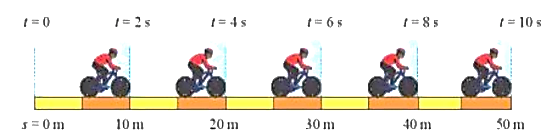 t = 0 t = 2 s t = 4 s t = 6 s t = 8 s t = 10 s
s = 0 m 10 m 20 m 30 m 40 m 50 m